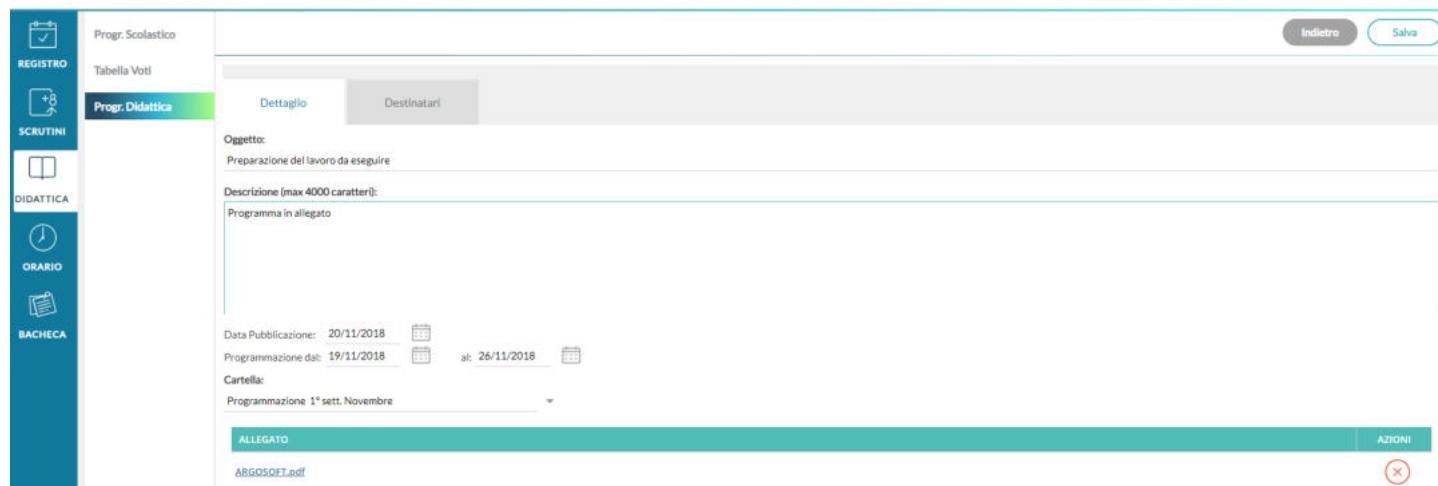 Indietro Salva
REGISTRO
+8
SCRUTINI
DIDATTICA
ORARIO
BACHECA
Progr. Scolastico
Tabella Voti
Progr. Didattica
Dettaglio Destinatari
Oggetto:
Preparazione del lavoro da eseguire
Descrizione (max 4000 caratteri):
Programma in allegato
Data Pubblicazione: 20/11/2018
Programmazione dal: 19/11/2018 al: 26/11/2018
Cartella:
Programmazione 1° sett. Novembre
ALLEGATO AZIONI
ARGOSOFT.pdf